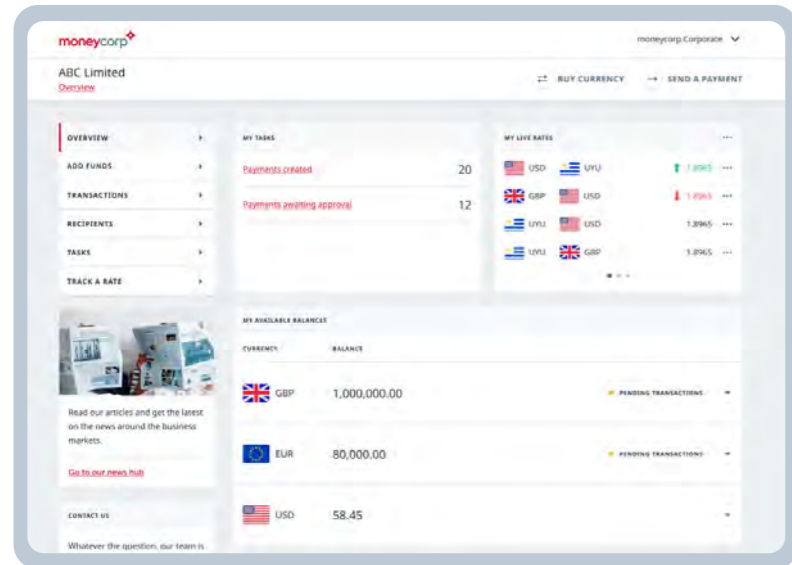 moneycorp
moneycorp Corporate
ABC Limited
Overview
BUY CURRENCY
SEND A PAYMENT
OVERVIEW
ADD FUNDS
TRANSACTIONS
RECIPIENTS
TASKS
TRACK A RATE
MY TASKS
Payments created 20
Payments awaiting approval 12
MY LIVE RATES
USD UYU 1.8965
GBP USD 1.8965
UYU USD 1.8965
UYU GBP 1.8965
Read our articles and get the latest
on the news around the business
markets.
Go to our news hub
CONTACT US
Whatever the question, our team is
MY AVAILABLE BALANCES
CURRENCY BALANCE
GBP 1,000,000.00 PENDING TRANSACTIONS
EUR 80,000.00 PENDING TRANSACTIONS
USD 58.45